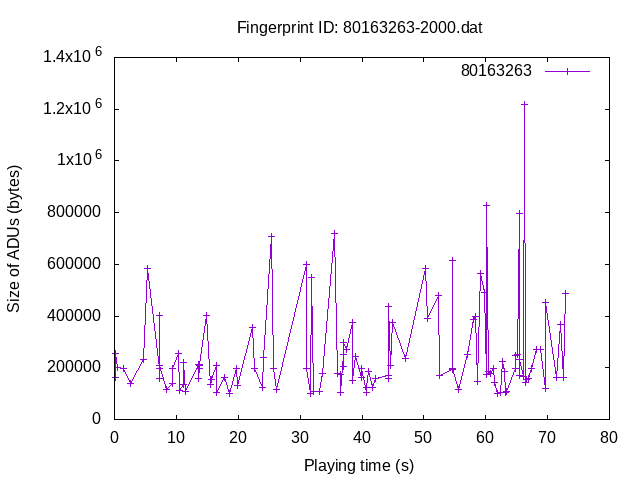 Fingerprint ID: 80163263-2000.dat
80163263
Size of ADUs (bytes)
1.4x10^6
1.2x10^6
1x10^6
800000
600000
400000
200000
0
0 10 20 30 40 50 60 70 80
Playing time (s)